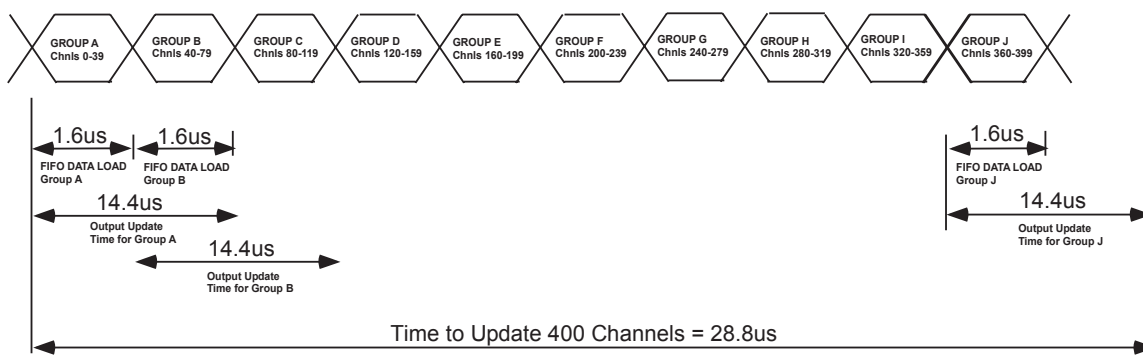 GROUP A
Chnls 0-39
GROUP B
Chnls 40-79
GROUP C
Chnls 80-119
GROUP D
Chnls 120-159
GROUP E
Chnls 160-199
GROUP F
Chnls 200-239
GROUP G
Chnls 240-279
GROUP H
Chnls 280-319
GROUP I
Chnls 320-359
GROUP J
Chnls 360-399
1.6us
FIFO DATA LOAD
Group A
1.6us
FIFO DATA LOAD
Group B
1.6us
FIFO DATA LOAD
Group J
14.4us
Output Update
Time for Group A
14.4us
Output Update
Time for Group B
14.4us
Output Update
Time for Group J
Time to Update 400 Channels = 28.8us